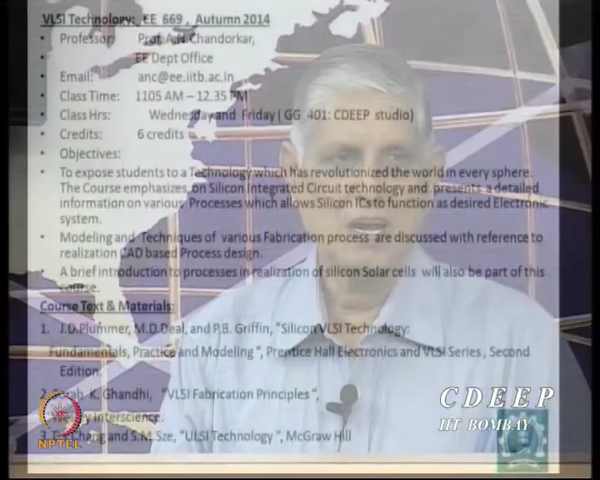 VLSI Technology: EE 669 , Autumn 2014
• Professor: Prof. A.N.Chandorkar,
• EE Dept Office
• Email: anc@ee.iitb.ac.in
• Class Time: 1105 AM – 12.35 PM
• Class Hrs: Wednesday and Friday ( GG 401: CDEEP studio)
• Credits: 6 credits
• Objectives:
• To expose students to a Technology which has revolutionized the world in every sphere.
The Course emphasizes, on Silicon Integrated Circuit technology and presents a detailed
information on various Processes which allows Silicon ICs to function as desired Electronic
system.
• Modeling and Techniques of various Fabrication process are discussed with reference to
realization CAD based Process design.
• A brief introduction to processes in realization of silicon Solar cells will also be part of this
course.
Course Text & Materials:
1. J.D.Plummer, M.D.Deal, and P.B. Griffin, "Silicon VLSI Technology:
Fundamentals, Practice and Modeling ", Prentice Hall Electronics and VLSI Series , Second
Edition,
K. Ghandhi, "VLSI Fabrication Principles",
Interscience.
Chang and S.M.Sze, "ULSI Technology", McGraw Hill
NPTEL
CDEEP
IIT BOMBAY